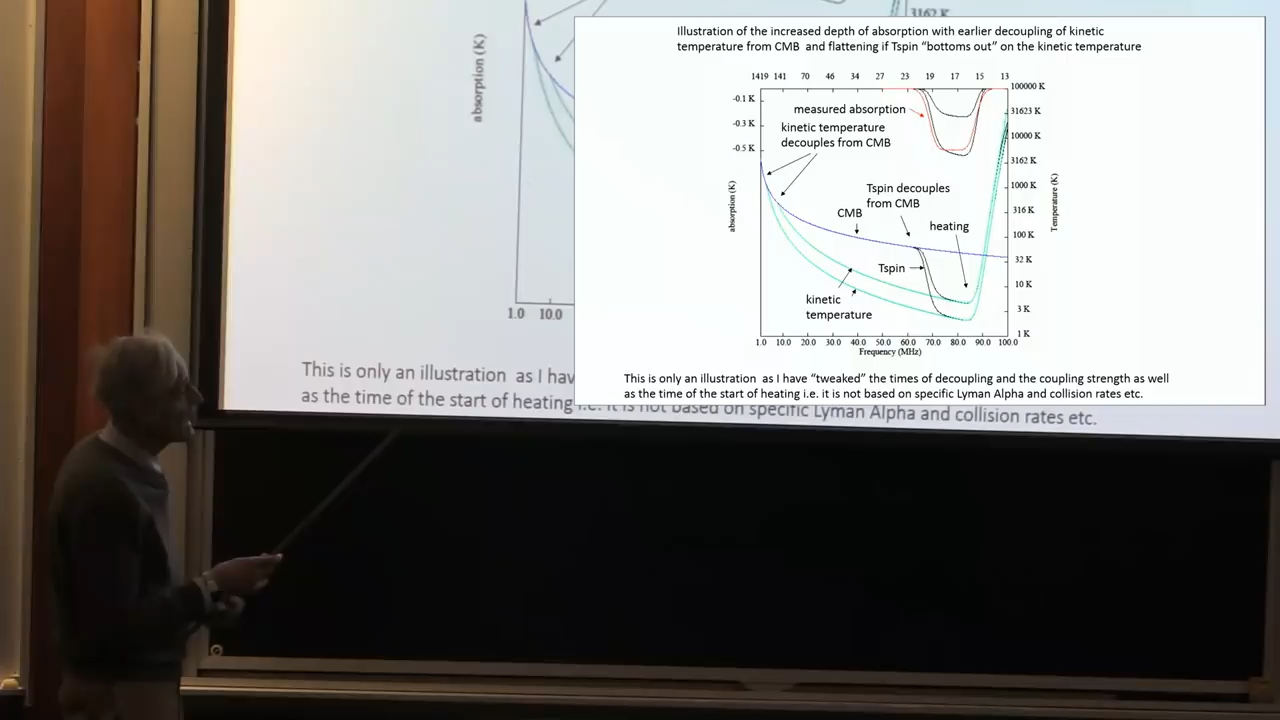 Illustration of the increased depth of absorption with earlier decoupling of kinetic
temperature from CMB and flattening if Tspin “bottoms out” on the kinetic temperature
1419 141 70 46 34 27 23 19 17 15 13
-0.1 K
-0.3 K
-0.5 K
absorption (K)
measured absorption
kinetic temperature
decouples from CMB
CMB
Tspin decouples
from CMB
heating
Tspin
kinetic
temperature
100000 K
31623 K
10000 K
3162 K
1000 K
316 K
100 K
32 K
10 K
3 K
1 K
Temperature (K)
1.0 10.0 20.0 30.0 40.0 50.0 60.0 70.0 80.0 90.0 100.0
Frequency (MHz)
This is only an illustration as I have “tweaked” the times of decoupling and the coupling strength as well
as the time of the start of heating i.e. it is not based on specific Lyman Alpha and collision rates etc.
3162 K
absorption (K)
1.0 10.0
This is only an illustration as I hav
as the time of the start of heating i.e. it is not based on specific Lyman Alpha and collision rates etc.